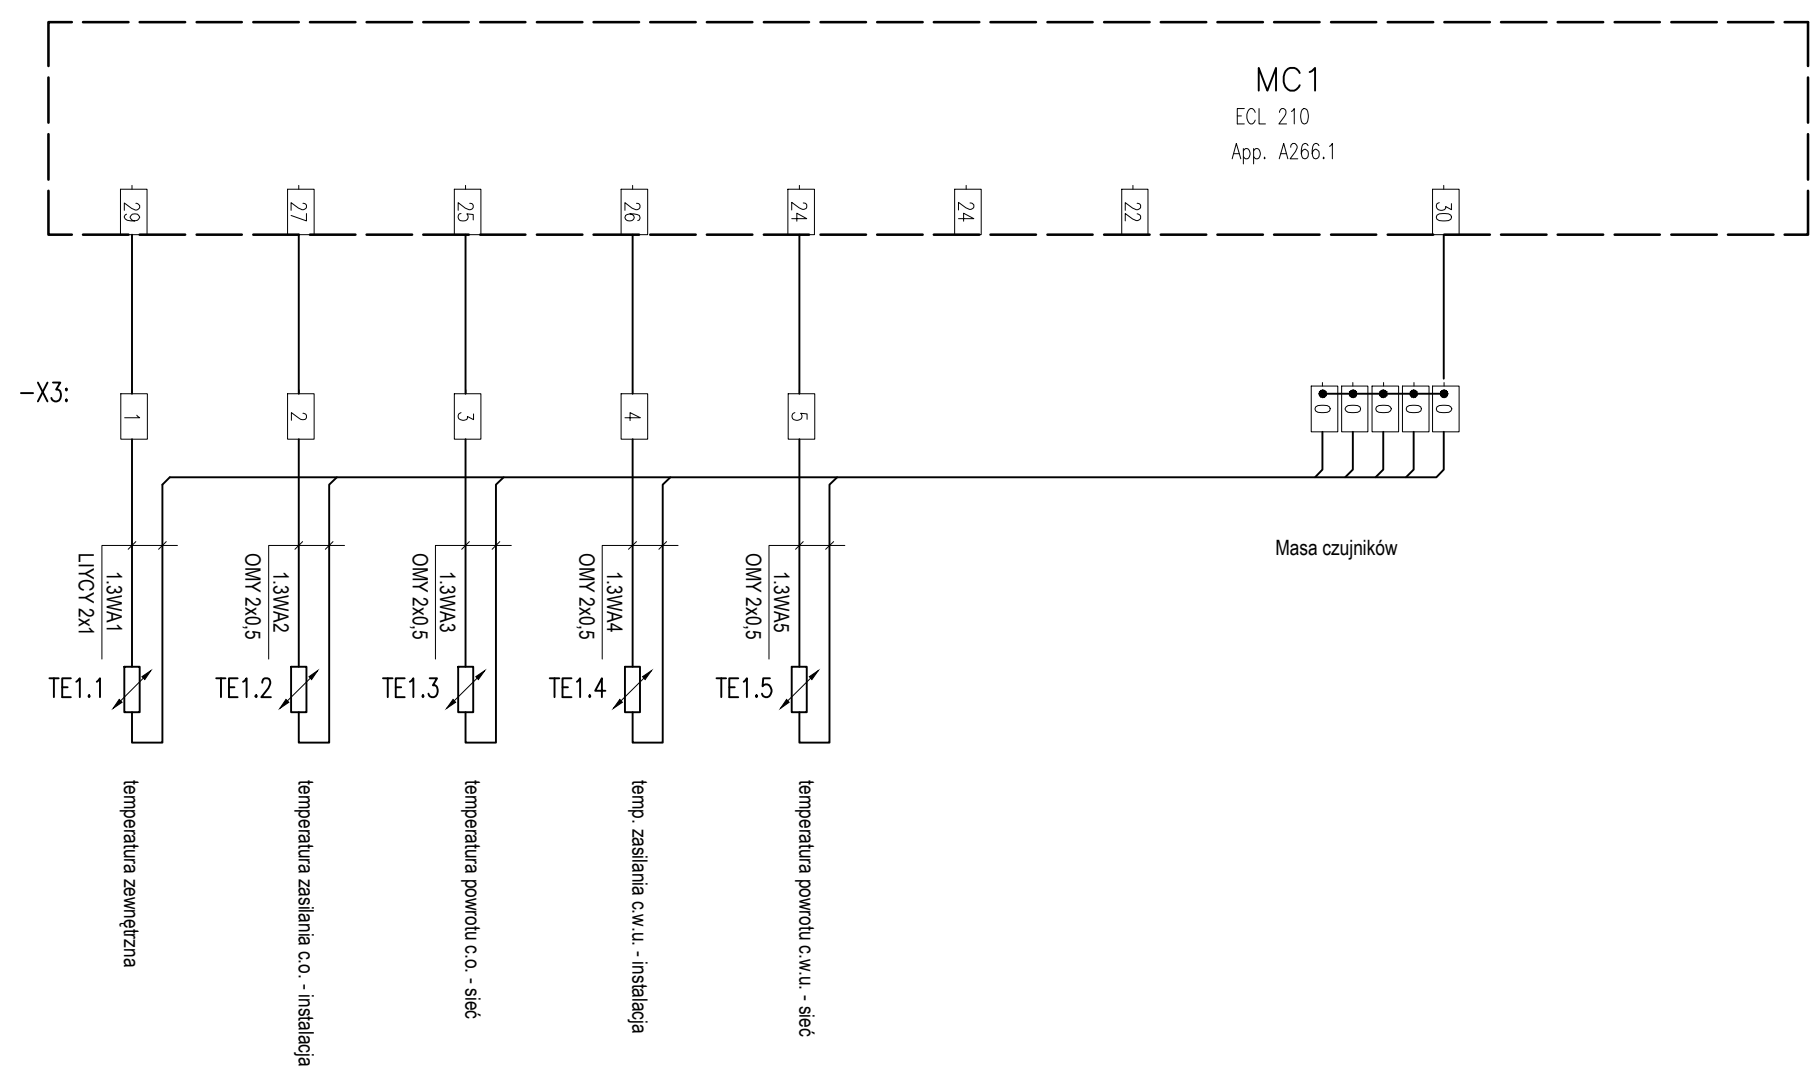 MC1
ECL 210
App. A266.1
29
27
25
26
24
24
22
30
-X3:
1
2
3
4
5
0
0
0
0
0
Masa czujników
1.3WA1
LIYCY 2x1
1.3WA2
OMY 2x0,5
1.3WA3
OMY 2x0,5
1.3WA4
OMY 2x0,5
1.3WA5
OMY 2x0,5
TE1.1
TE1.2
TE1.3
TE1.4
TE1.5
temperatura zewnętrzna
temperatura zasilania c.o. - instalacja
temperatura powrotu c.o. - sieć
temp. zasilania c.w.u. - instalacja
temperatura powrotu c.w.u. - sieć